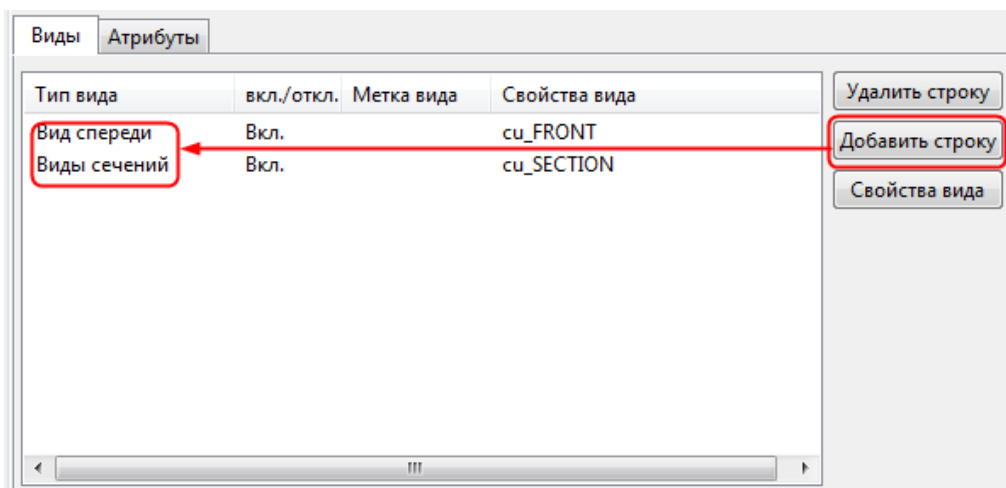 Виды Атрибуты
Тип вида вкл./откл. Метка вида Свойства вида
Удалить строку
Вид спереди Вкл. cu_FRONT
Добавить строку
Виды сечений Вкл. cu_SECTION
Свойства вида